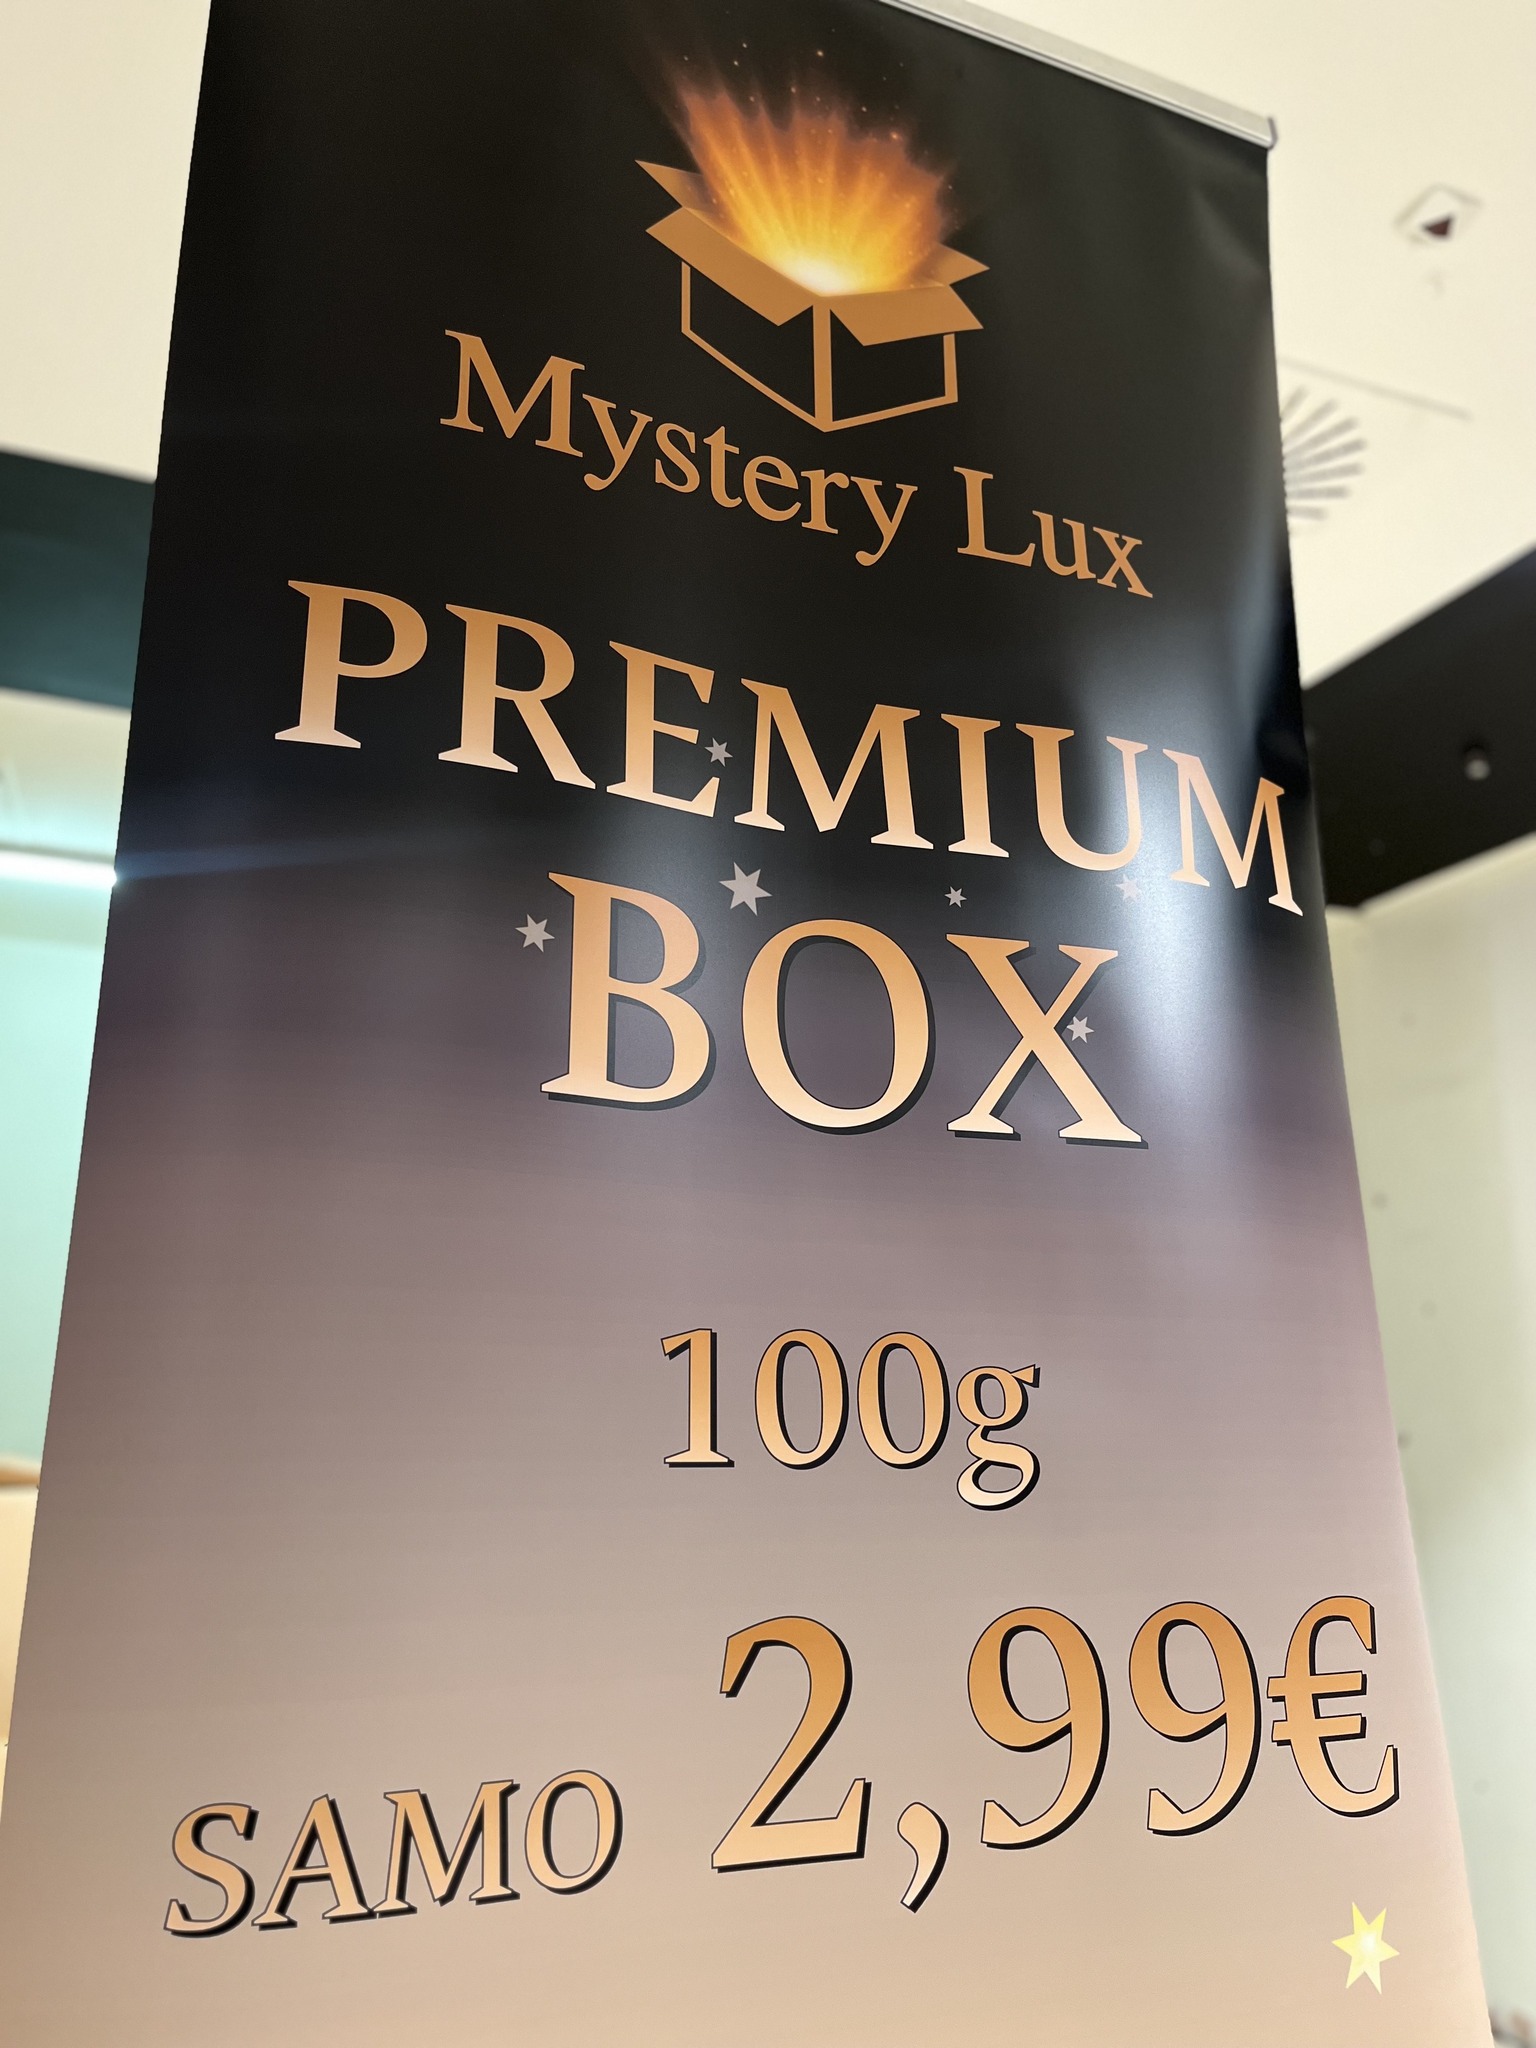 Mystery Lux
PREMIUM
BOX
100g
SAMO 2,99€